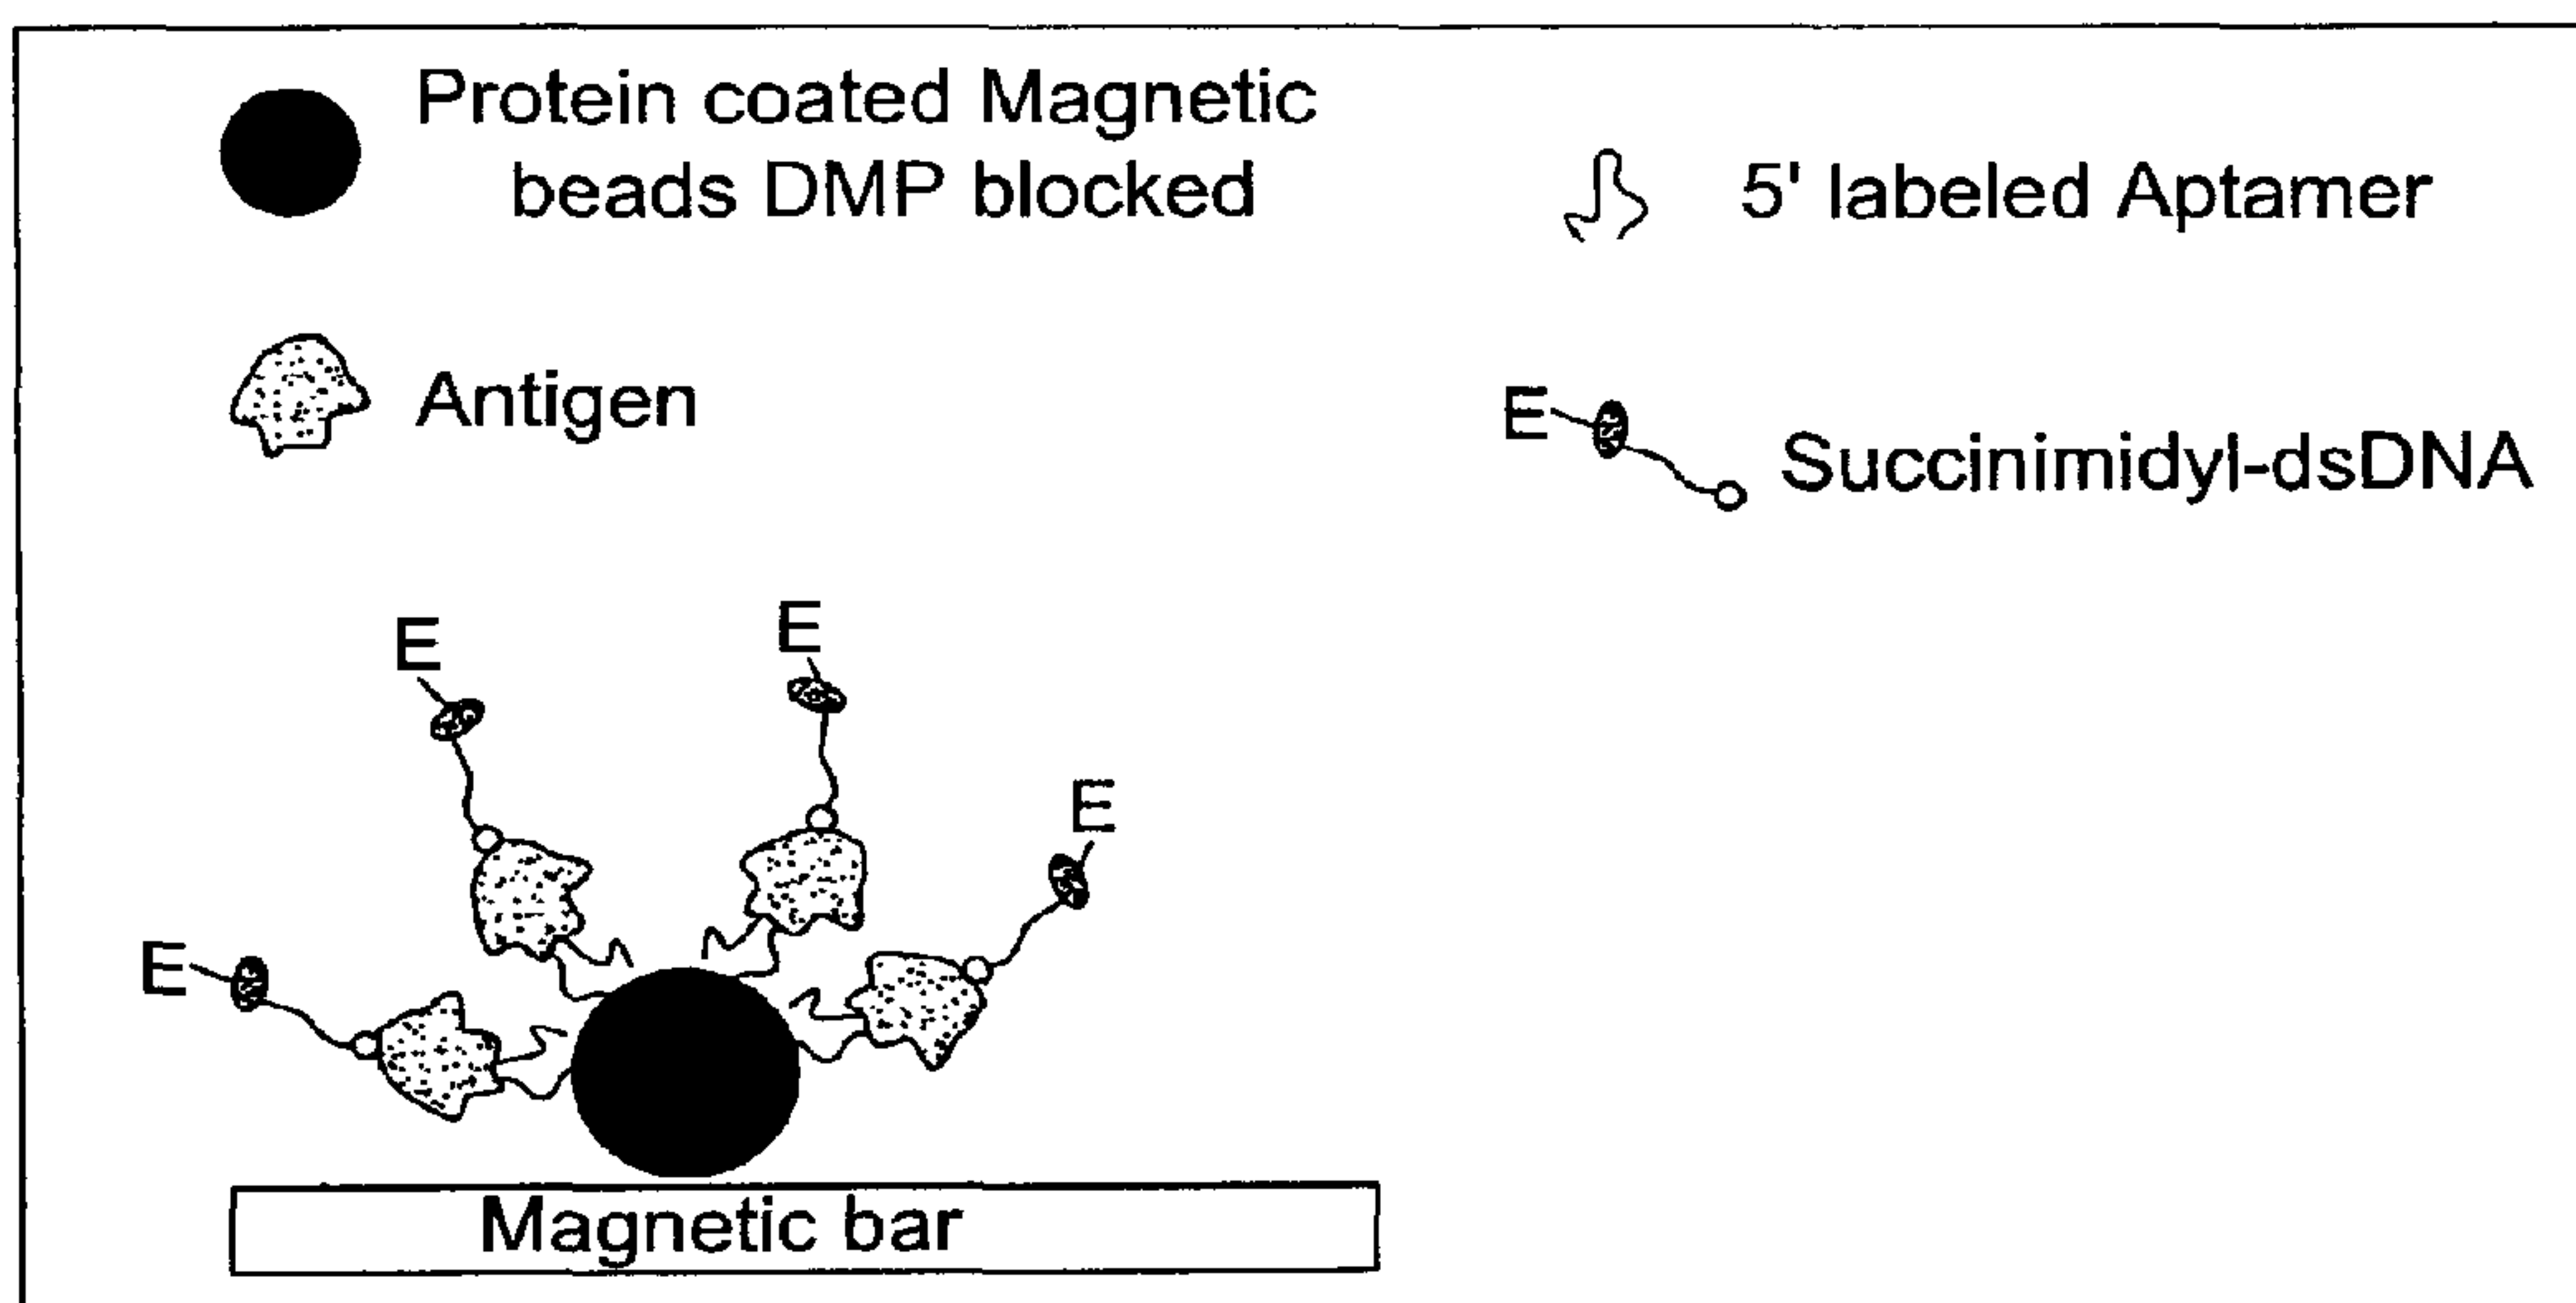 Protein coated Magnetic
beads DMP blocked
5' labeled Aptamer
Antigen
E
Succinimidyl-dsDNA
E
E
E
E
Magnetic bar